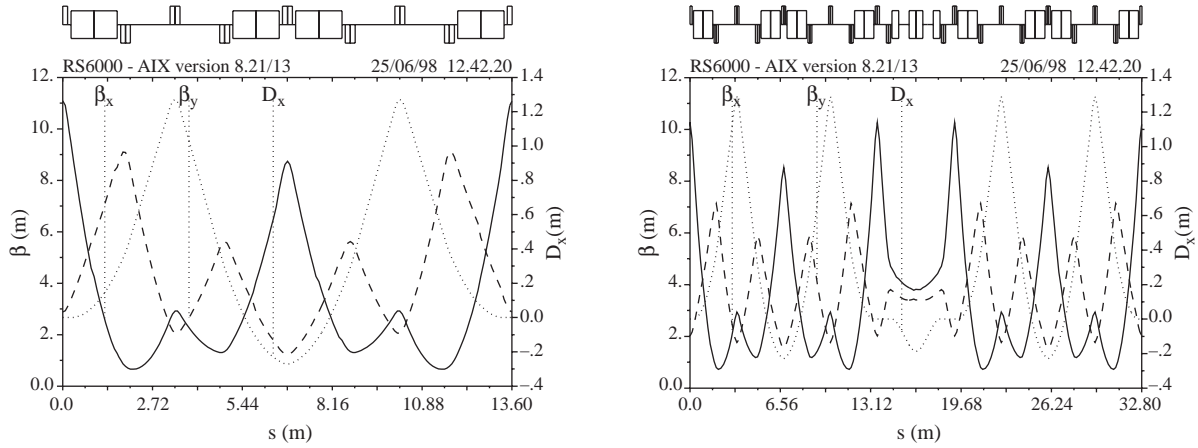 RS6000 - AIX version 8.21/13 25/06/98 12.42.20
β_x β_y D_x
12.
10.
8.
6.
4.
2.
0.0
β (m)
1.4
1.2
1.0
.8
.6
.4
.2
0.0
-.2
-.4
D_x(m)
0.0 2.72 5.44 8.16 10.88 13.60
s (m)
RS6000 - AIX version 8.21/13 25/06/98 12.42.20
β_x β_y D_x
12.
10.
8.
6.
4.
2.
0.0
β (m)
1.4
1.2
1.0
.8
.6
.4
.2
0.0
-.2
-.4
D_x(m)
0.0 6.56 13.12 19.68 26.24 32.80
s (m)